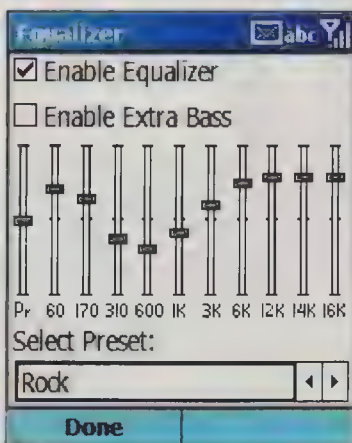 Equalizer abc
Enable Equalizer
Enable Extra Bass
Pr 60 170 310 600 1K 3K 6K 12K 14K 16K
Select Preset:
Rock
Done